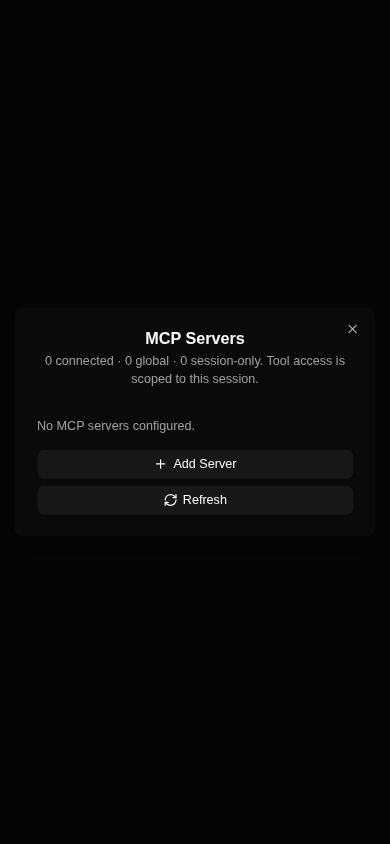 MCP Servers
0 connected · 0 global · 0 session-only. Tool access is
scoped to this session.
No MCP servers configured.
Add Server
Refresh